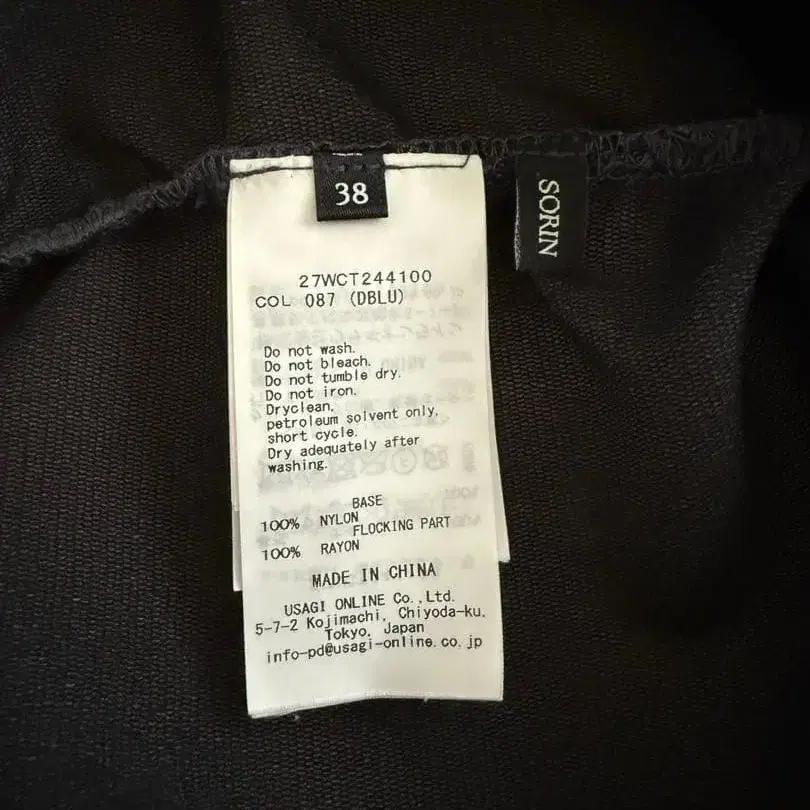 38
SORIN
27WCT244100
COL 087 (DBLU)
Do not wash.
Do not bleach.
Do not tumble dry.
Do not iron.
Dryclean,
petroleum solvent only,
short cycle.
Dry adequately after
washing.
BASE
100% NYLON
FLOCKING PART
100% RAYON
MADE IN CHINA
USAGI ONLINE Co.,Ltd.
5-7-2 Kojimachi, Chiyoda-ku,
Tokyo, Japan
info-pd@usagi-online.co.jp